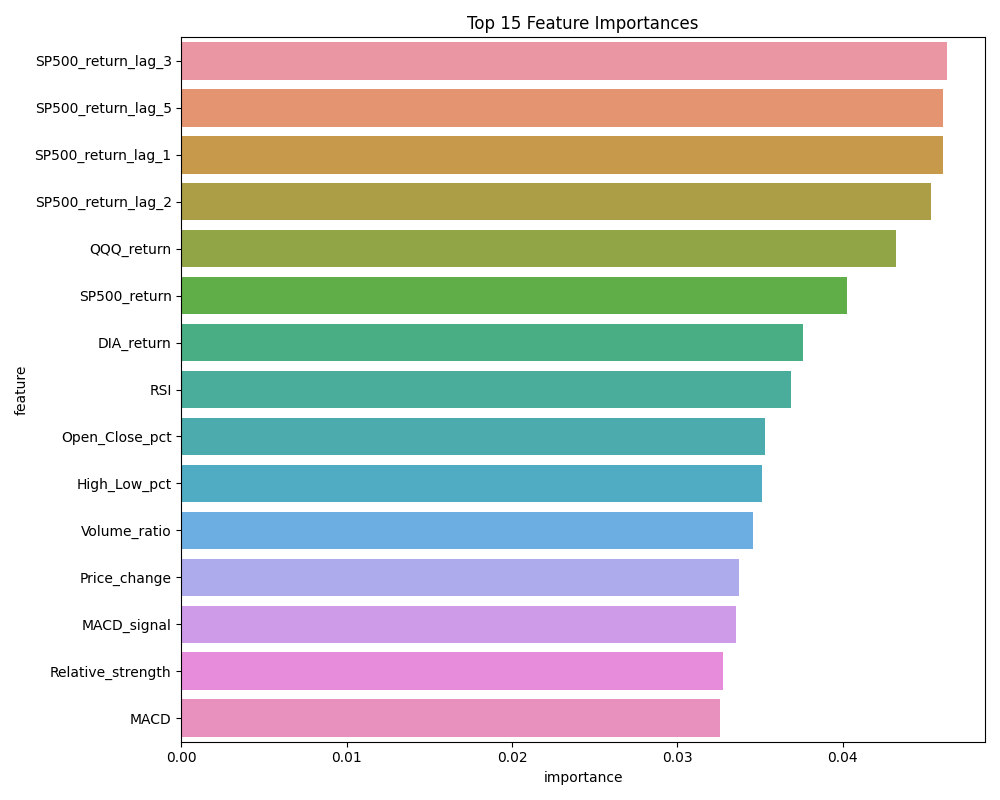 Top 15 Feature Importances
SP500_return_lag_3
SP500_return_lag_5
SP500_return_lag_1
SP500_return_lag_2
QQQ_return
SP500_return
DIA_return
RSI
Open_Close_pct
High_Low_pct
Volume_ratio
Price_change
MACD_signal
Relative_strength
MACD
feature
0.00 0.01 0.02 0.03 0.04
importance